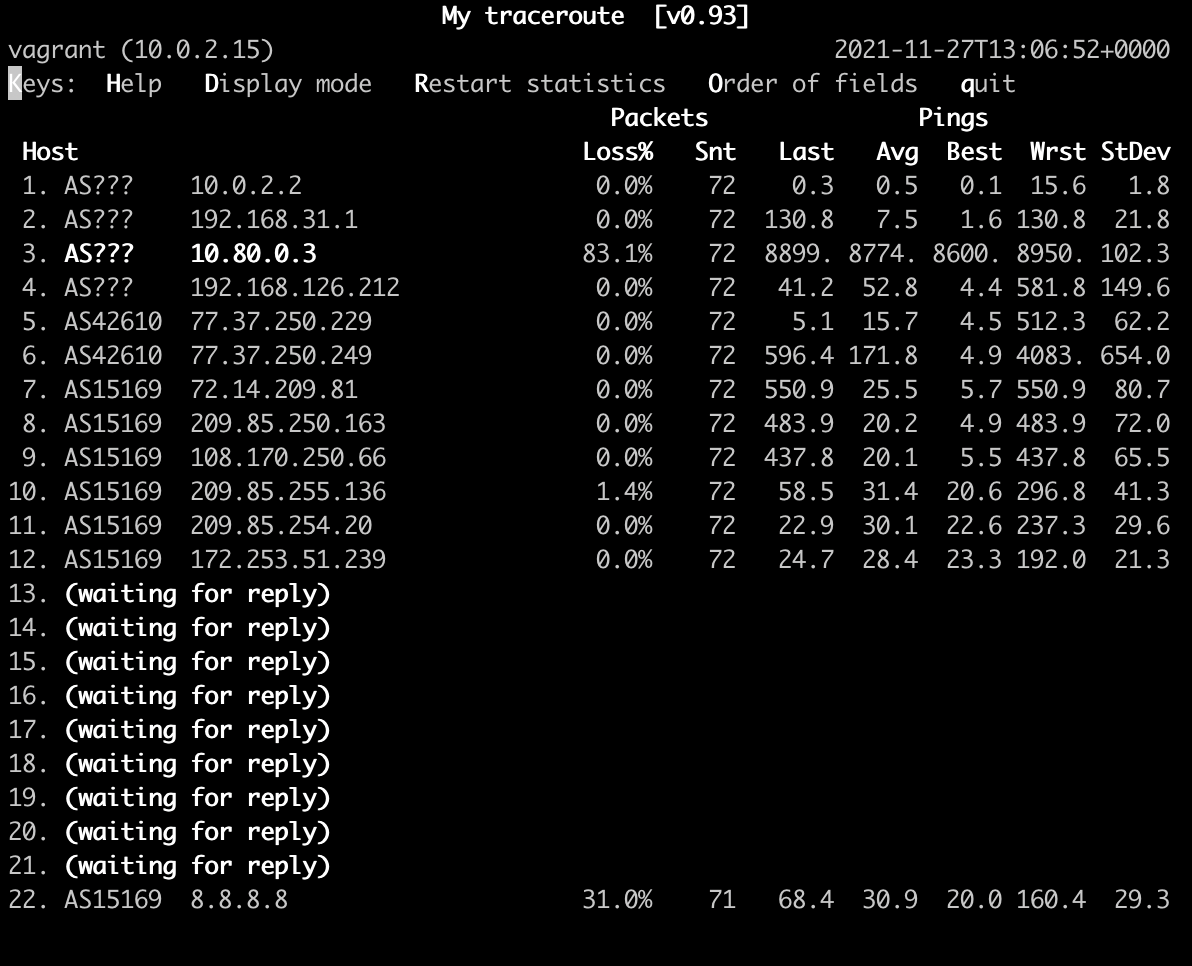 My traceroute  [v0.93]
vagrant (10.0.2.15) 2021-11-27T13:06:52+0000
Keys:  Help   Display mode   Restart statistics   Order of fields   quit
Packets Pings
Host Loss% Snt Last Avg Best Wrst StDev
1. AS??? 10.0.2.2 0.0% 72 0.3 0.5 0.1 15.6 1.8
2. AS??? 192.168.31.1 0.0% 72 130.8 7.5 1.6 130.8 21.8
3. AS??? 10.80.0.3 83.1% 72 8899. 8774. 8600. 8950. 102.3
4. AS??? 192.168.126.212 0.0% 72 41.2 52.8 4.4 581.8 149.6
5. AS42610 77.37.250.229 0.0% 72 5.1 15.7 4.5 512.3 62.2
6. AS42610 77.37.250.249 0.0% 72 596.4 171.8 4.9 4083. 654.0
7. AS15169 72.14.209.81 0.0% 72 550.9 25.5 5.7 550.9 80.7
8. AS15169 209.85.250.163 0.0% 72 483.9 20.2 4.9 483.9 72.0
9. AS15169 108.170.250.66 0.0% 72 437.8 20.1 5.5 437.8 65.5
10. AS15169 209.85.255.136 1.4% 72 58.5 31.4 20.6 296.8 41.3
11. AS15169 209.85.254.20 0.0% 72 22.9 30.1 22.6 237.3 29.6
12. AS15169 172.253.51.239 0.0% 72 24.7 28.4 23.3 192.0 21.3
13. (waiting for reply)
14. (waiting for reply)
15. (waiting for reply)
16. (waiting for reply)
17. (waiting for reply)
18. (waiting for reply)
19. (waiting for reply)
20. (waiting for reply)
21. (waiting for reply)
22. AS15169 8.8.8.8 31.0% 71 68.4 30.9 20.0 160.4 29.3